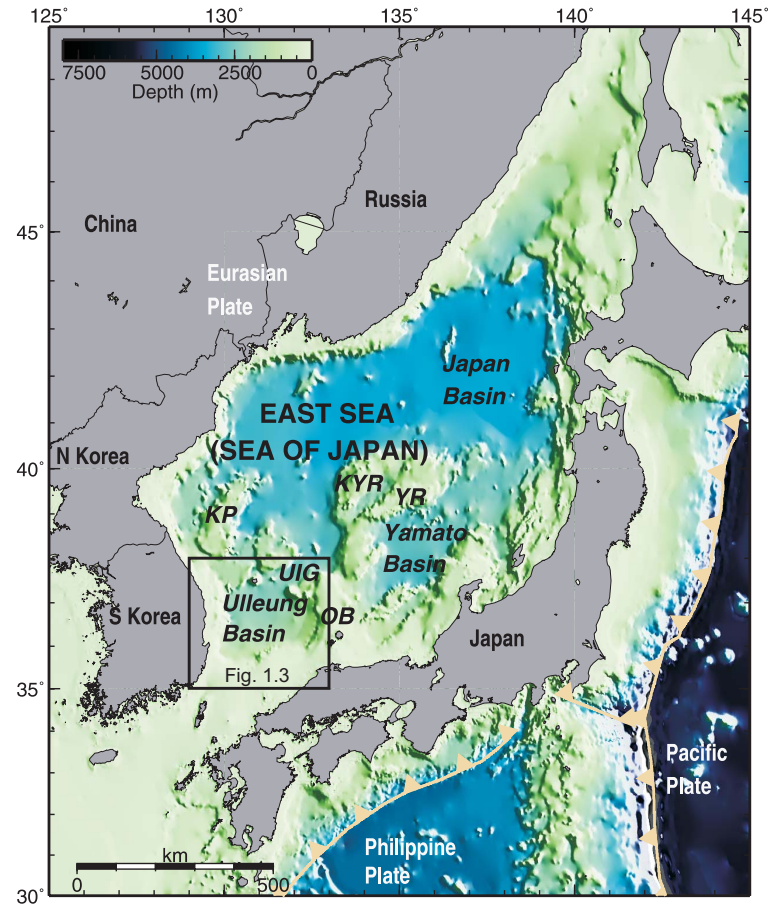 125° 130° 135° 140° 145°
7500 5000 2500 0
Depth (m)
Russia
China
45°
Eurasian
Plate
Japan
Basin
EAST SEA
(SEA OF JAPAN)
N Korea
40°
KYR
YR
KP
Yamato
Basin
UIG
Ulleung
Basin
OB
S Korea
Japan
Fig. 1.3
35°
Pacific
Plate
Philippine
Plate
km
0 500
30°